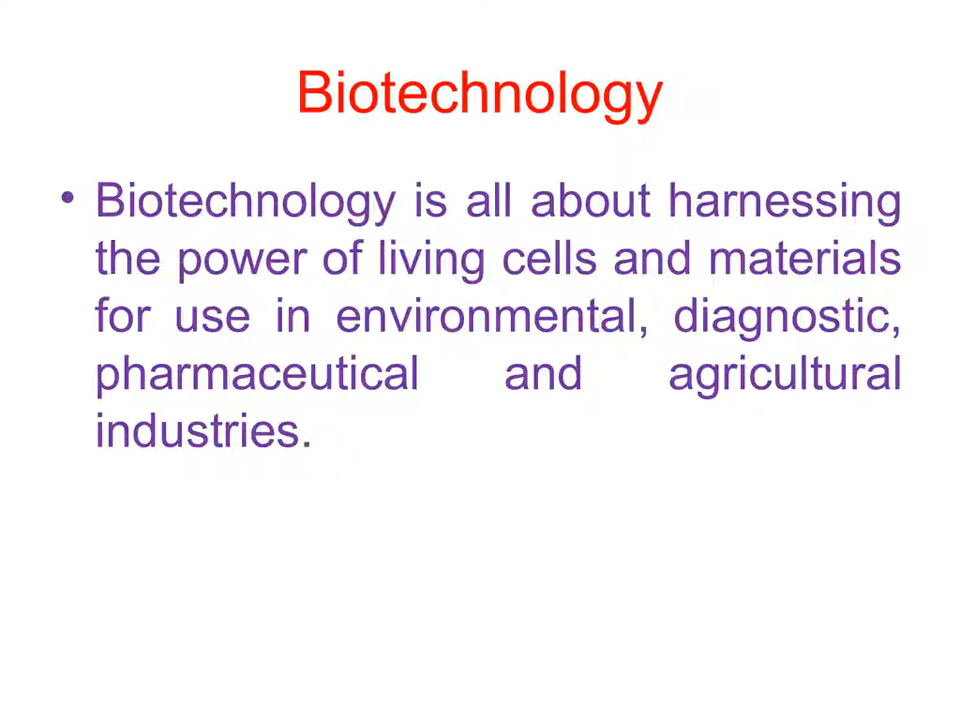 Biotechnology
• Biotechnology is all about harnessing
the power of living cells and materials
for use in environmental, diagnostic,
pharmaceutical and agricultural
industries.